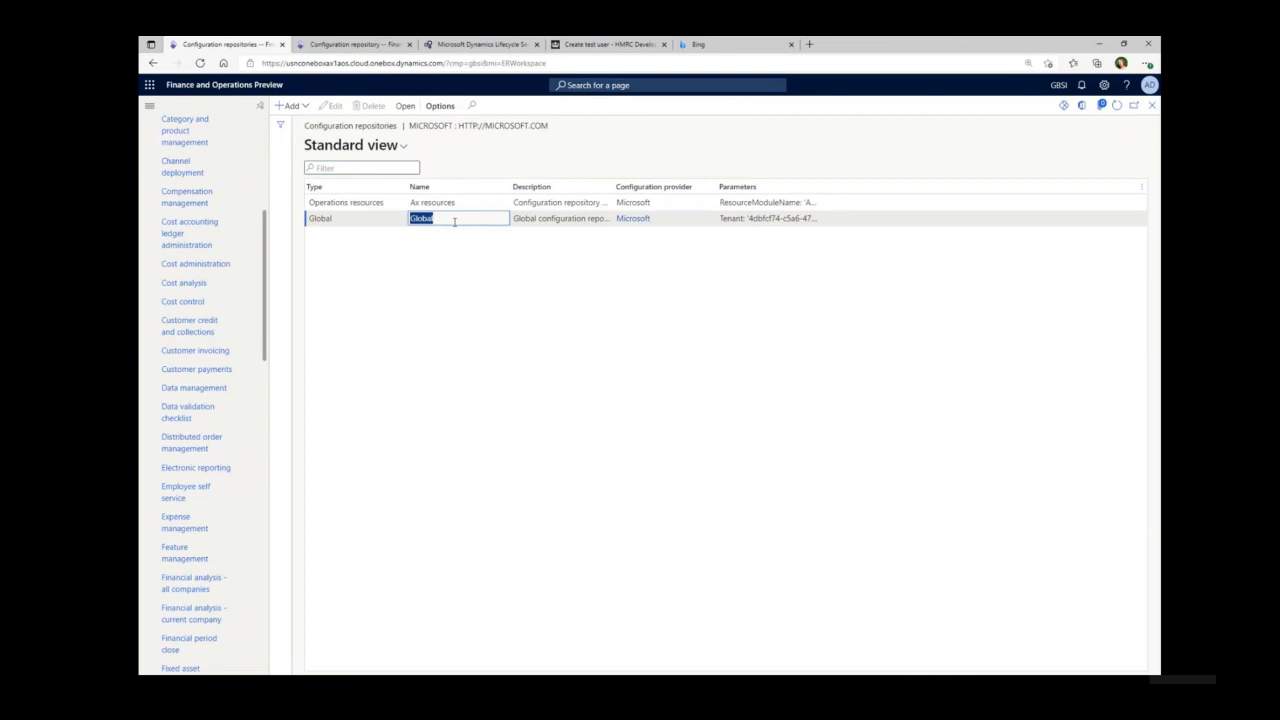 Configuration repositories -- Fin
Configuration repository -- Finan
Microsoft Dynamics Lifecycle Se
Create test user - HMRC Develo
Bing
https://usnconeboxax1aos.cloud.onebox.dynamics.com/?cmp=gbsi&mi=ERWorkspace
Finance and Operations Preview
Search for a page
GBSI
?
AD
Add
Edit
Delete
Open
Options
Category and
product
management
Channel
deployment
Compensation
management
Cost accounting
ledger
administration
Cost administration
Cost analysis
Cost control
Customer credit
and collections
Customer invoicing
Customer payments
Data management
Data validation
checklist
Distributed order
management
Electronic reporting
Employee self
service
Expense
management
Feature
management
Financial analysis -
all companies
Financial analysis -
current company
Financial period
close
Fixed asset
Configuration repositories | MICROSOFT : HTTP://MICROSOFT.COM
Standard view
Filter
Type Name Description Configuration provider Parameters
Operations resources Ax resources Configuration repository ... Microsoft ResourceModuleName: 'A...
Global Global Global configuration repo... Microsoft Tenant: '4dbfcf74-c5a6-47...